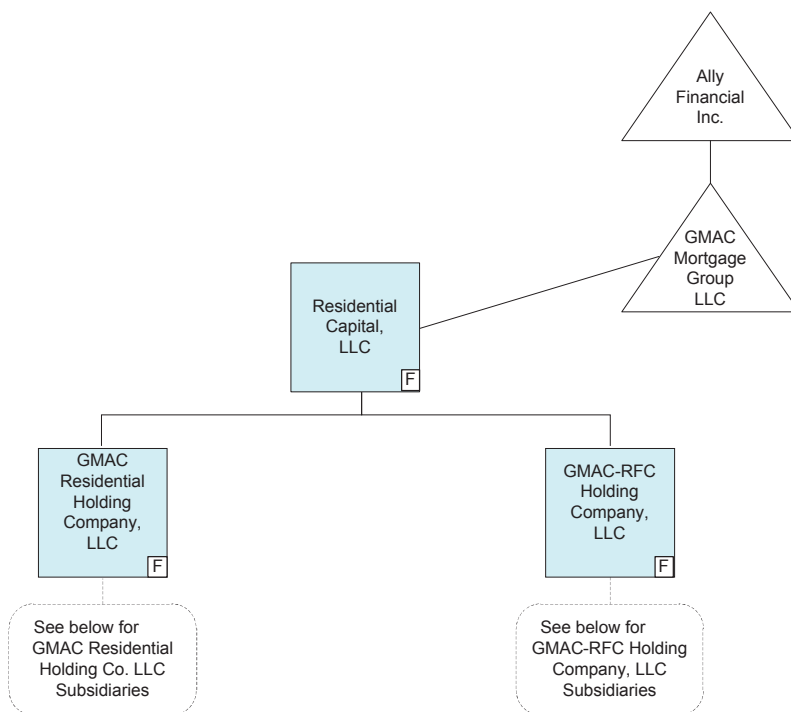 Ally
Financial
Inc.
GMAC
Mortgage
Group
LLC
Residential
Capital,
LLC
F
GMAC
Residential
Holding
Company,
LLC
F
GMAC-RFC
Holding
Company,
LLC
F
See below for
GMAC Residential
Holding Co. LLC
Subsidiaries
See below for
GMAC-RFC Holding
Company, LLC
Subsidiaries